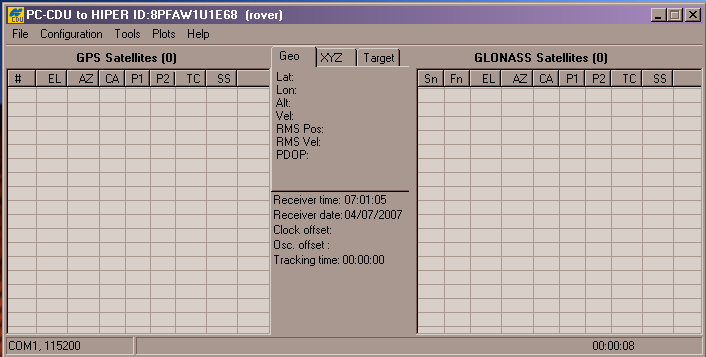 PC-CDU to HIPER ID:8PFAW1U1E68 (rover)
File Configuration Tools Plots Help
GPS Satellites (0)
# EL AZ CA P1 P2 TC SS
Geo XYZ Target
Lat:
Lon:
Alt:
Vel:
RMS Pos:
RMS Vel:
PDOP:
Receiver time: 07:01:05
Receiver date: 04/07/2007
Clock offset:
Osc. offset :
Tracking time: 00:00:00
GLONASS Satellites (0)
Sn Fn EL AZ CA P1 P2 TC SS
COM1, 115200
00:00:08